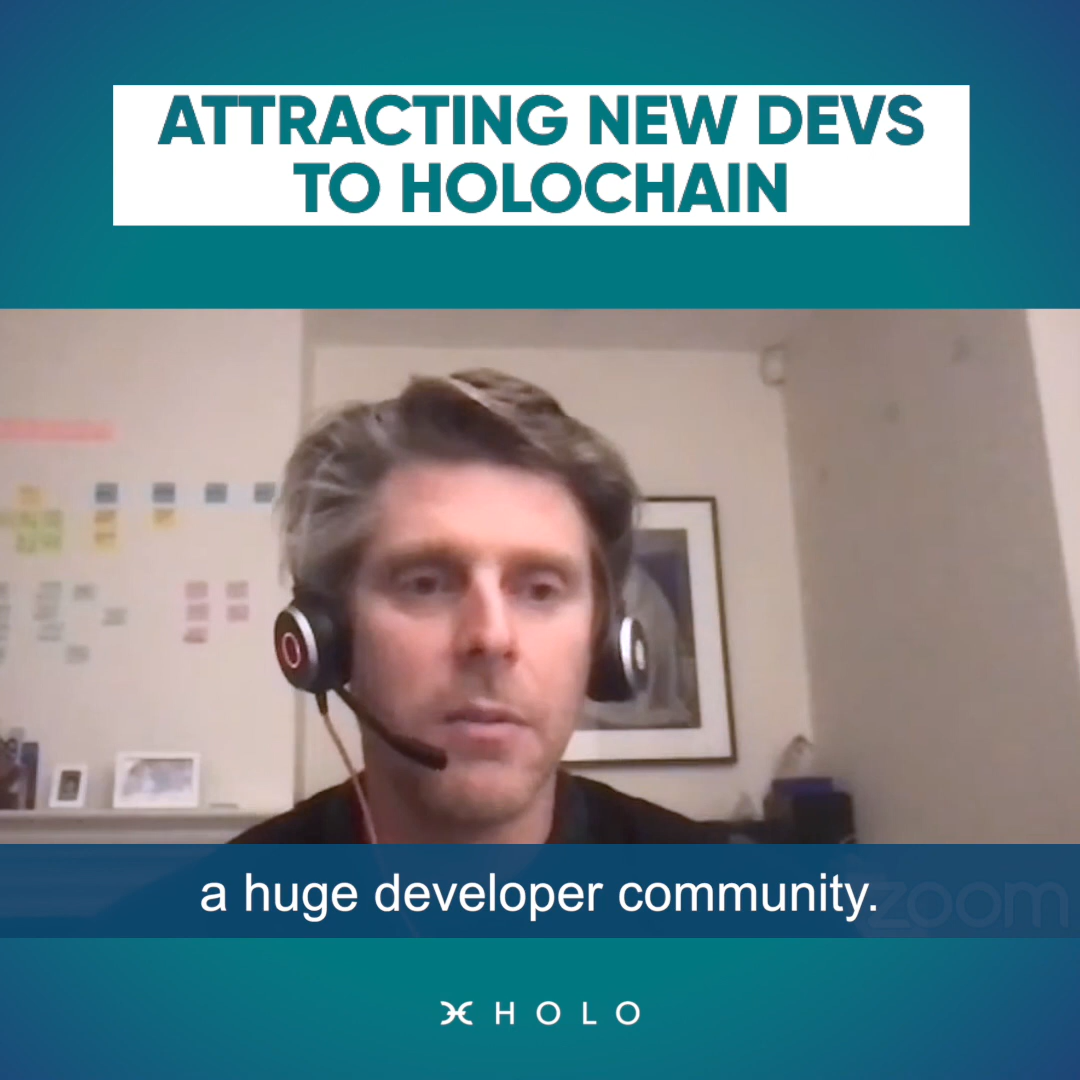 ATTRACTING NEW DEVS
TO HOLOCHAIN
a huge developer community.
zoom
HOLO